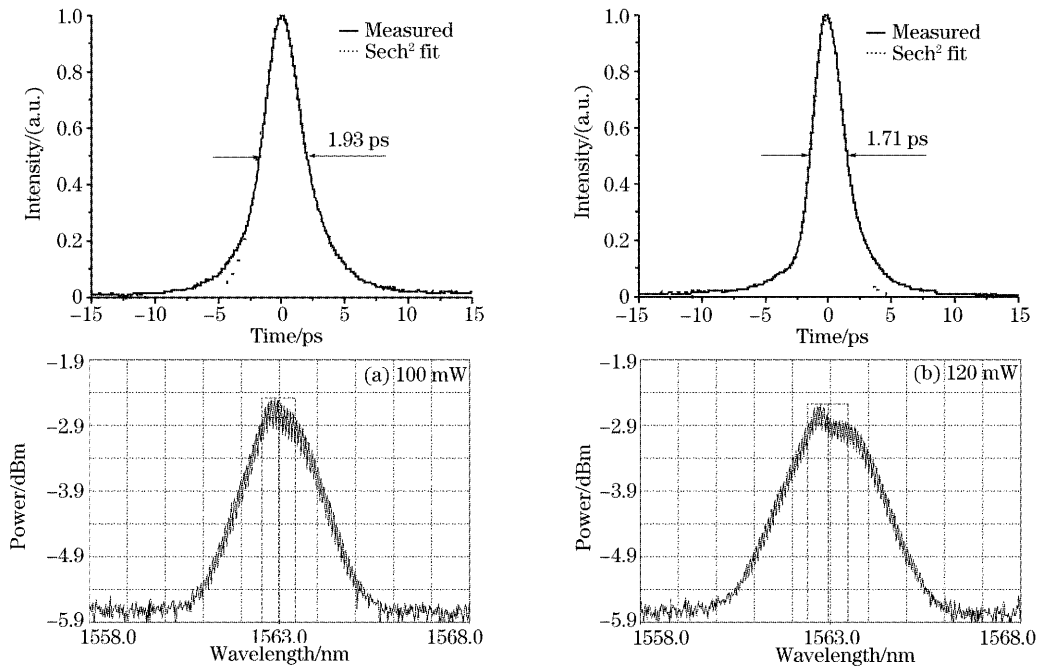 1.0
0.8
0.6
0.4
0.2
0
Intensity/(a.u.)
Measured
Sech² fit
1.93 ps
−15 −10 −5 0 5 10 15
Time/ps
1.0
0.8
0.6
0.4
0.2
0
Intensity/(a.u.)
Measured
Sech² fit
1.71 ps
−15 −10 −5 0 5 10 15
Time/ps
−1.9
−2.9
−3.9
−4.9
−5.9
Power/dBm
(a) 100 mW
1558.0 1563.0 1568.0
Wavelength/nm
−1.9
−2.9
−3.9
−4.9
−5.9
Power/dBm
(b) 120 mW
1558.0 1563.0 1568.0
Wavelength/nm